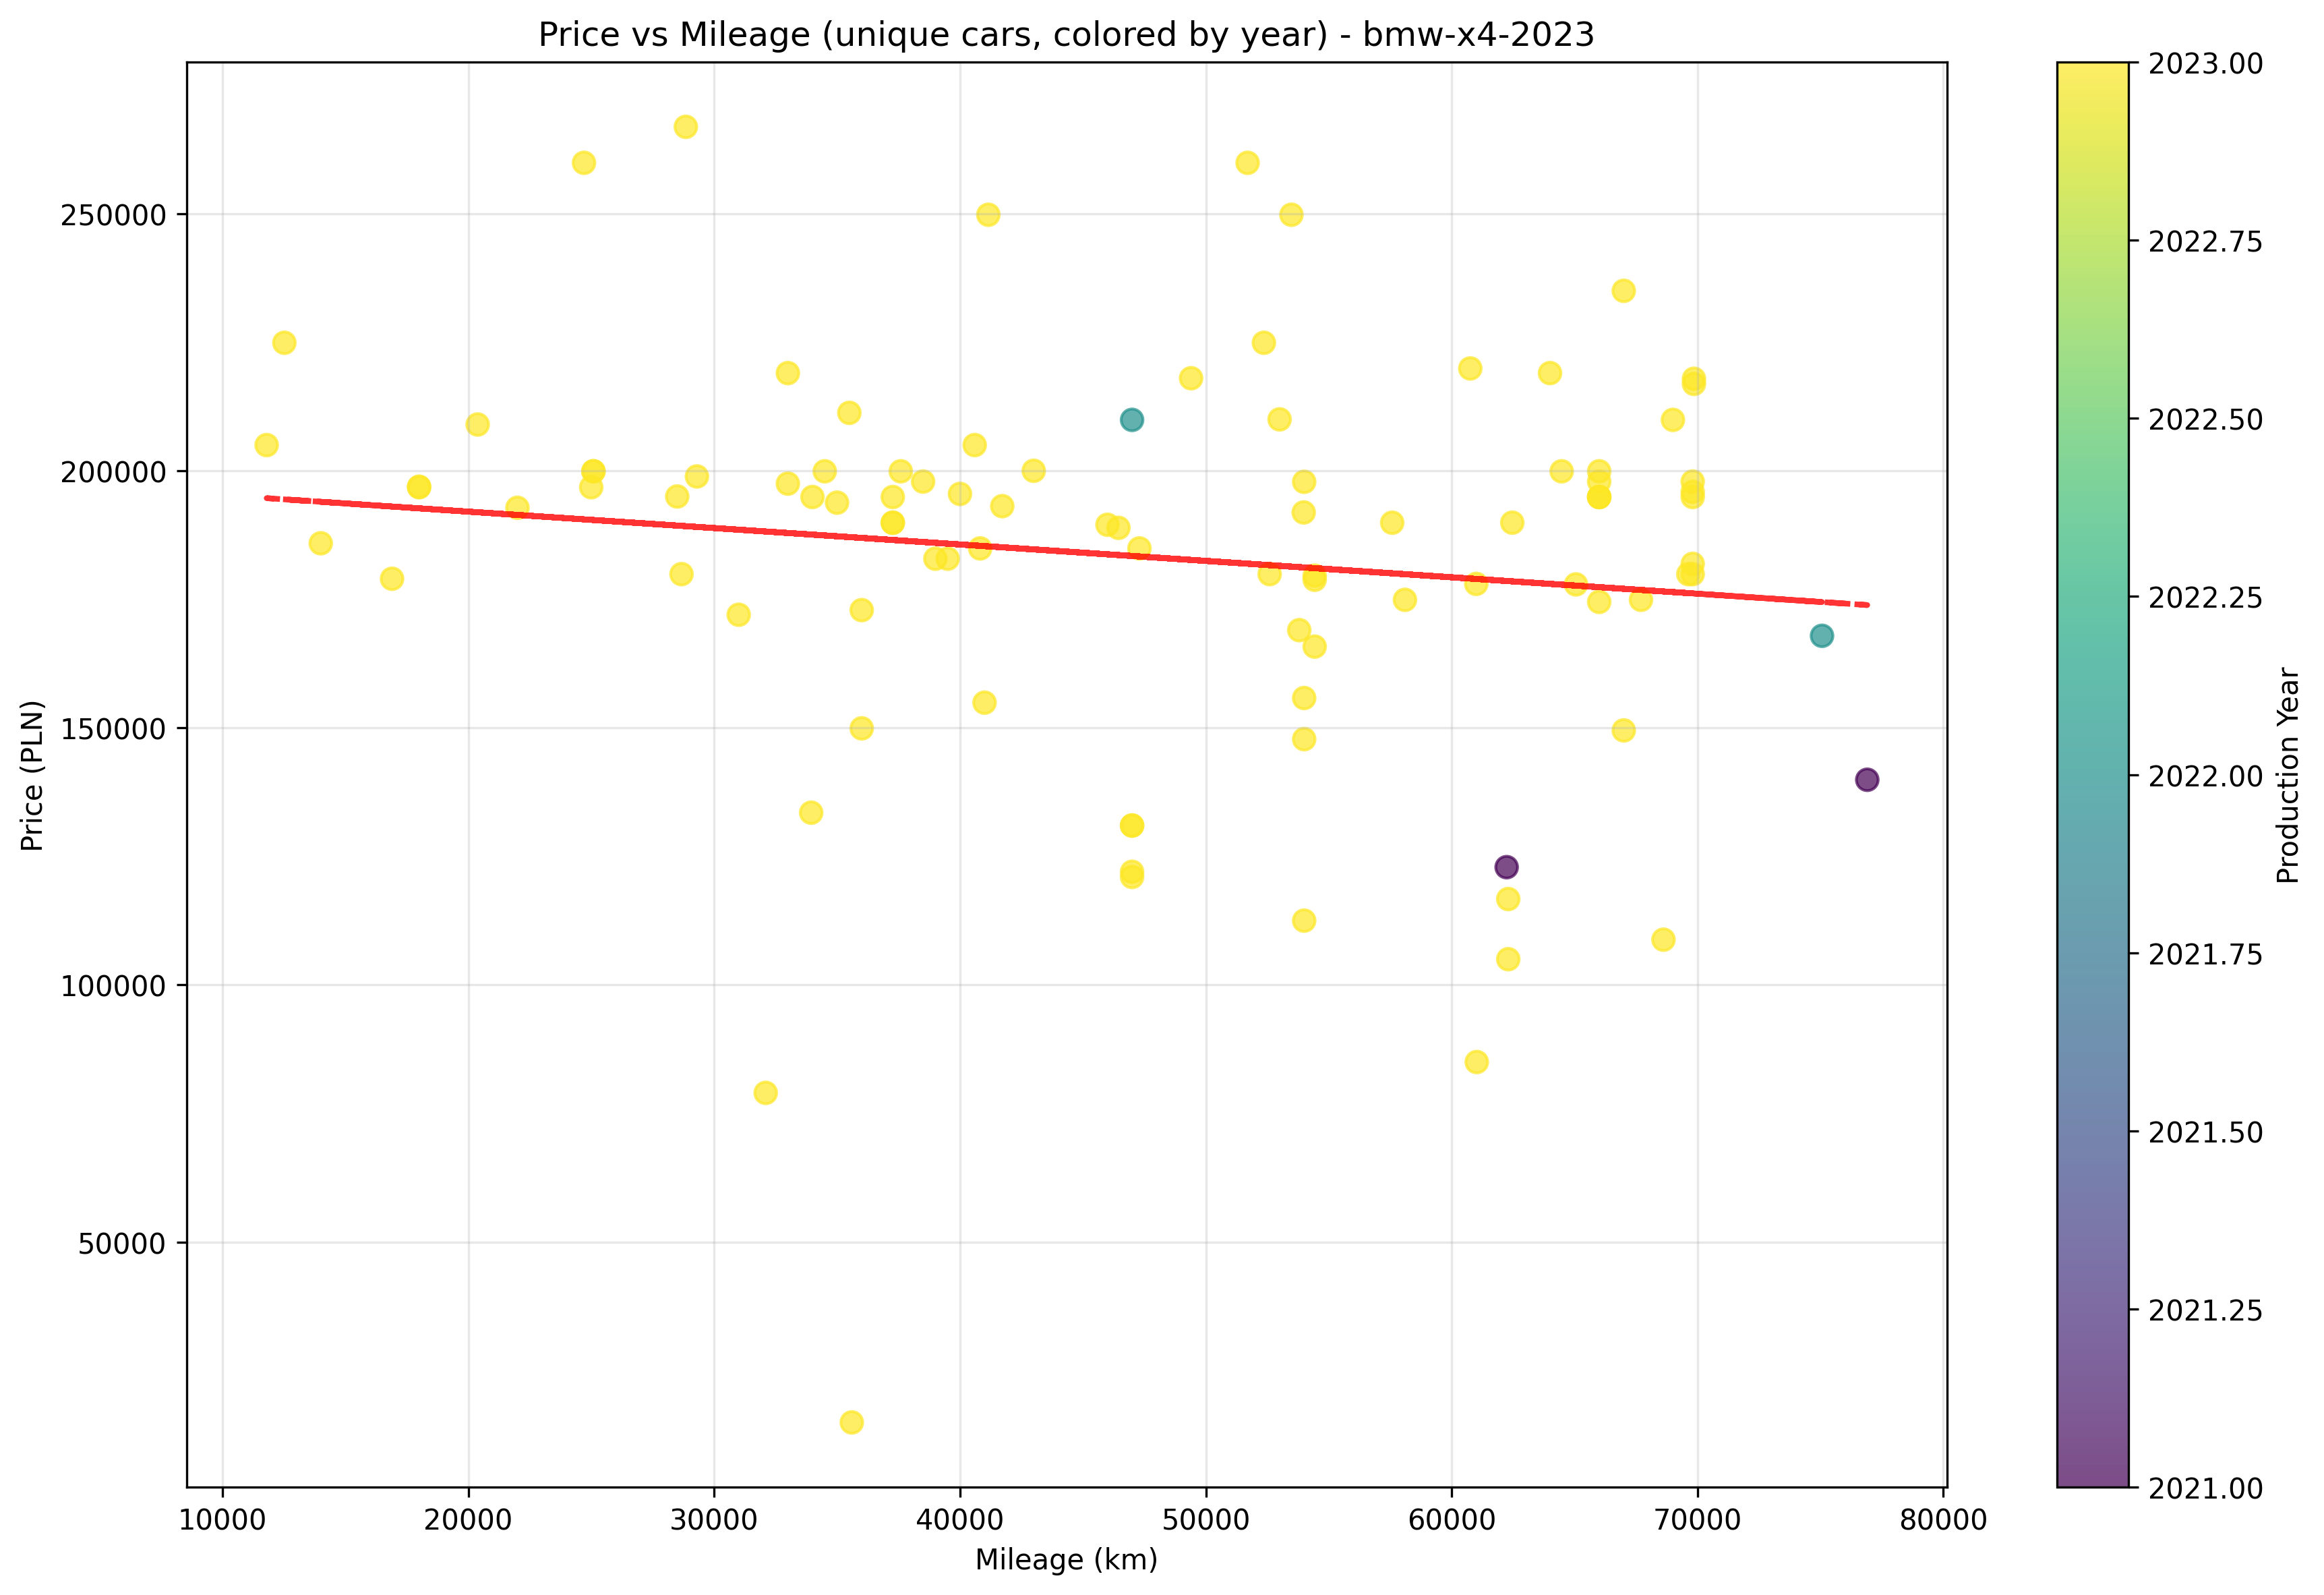 Price vs Mileage (unique cars, colored by year) - bmw-x4-2023
Price (PLN)
250000
200000
150000
100000
50000
10000 20000 30000 40000 50000 60000 70000 80000
Mileage (km)
2023.00
2022.75
2022.50
2022.25
2022.00
2021.75
2021.50
2021.25
2021.00
Production Year